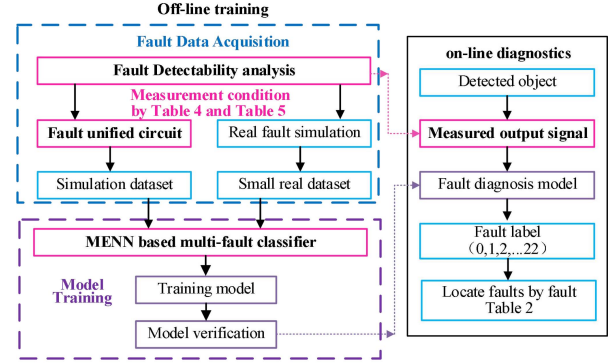 Off-line training
Fault Data Acquisition
Fault Detectability analysis
Measurement condition
by Table 4 and Table 5
Fault unified circuit
Real fault simulation
Simulation dataset
Small real dataset
MENN based multi-fault classifier
Model
Training
Training model
Model verification
on-line diagnostics
Detected object
Measured output signal
Fault diagnosis model
Fault label
(0,1,2,...22)
Locate faults by fault
Table 2